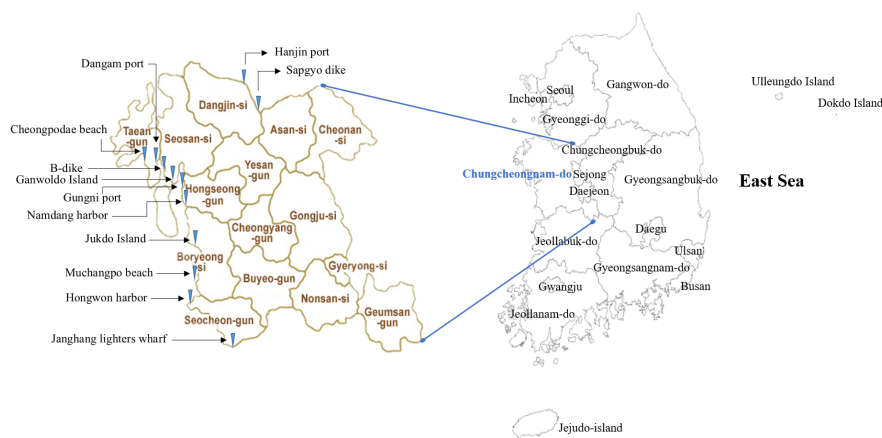 Hanjin port
Sapgyo dike
Dangam port
Cheongpodae beach
B-dike
Ganwoldo Island
Gungni port
Namdang harbor
Jukdo Island
Muchangpo beach
Hongwon harbor
Janghang lighters wharf
Dangjin-si
Taean
-gun
Seosan-si
Asan-si
Cheonan
-si
Yesan
-gun
Hongseong
-gun
Gongju-si
Cheongyang
-gun
Boryeong
-si
Gyeryong-si
Buyeo-gun
Nonsan-si
Geumsan
-gun
Seocheon-gun
Seoul
Incheon
Gangwon-do
Gyeonggi-do
Ulleungdo Island
Dokdo Island
Chungcheongbuk-do
Chungcheongnam-do
Sejong
Daejeon
Gyeongsangbuk-do
East Sea
Daegu
Jeollabuk-do
Ulsan
Gyeongsangnam-do
Gwangju
Busan
Jeollanam-do
Jejudo-island